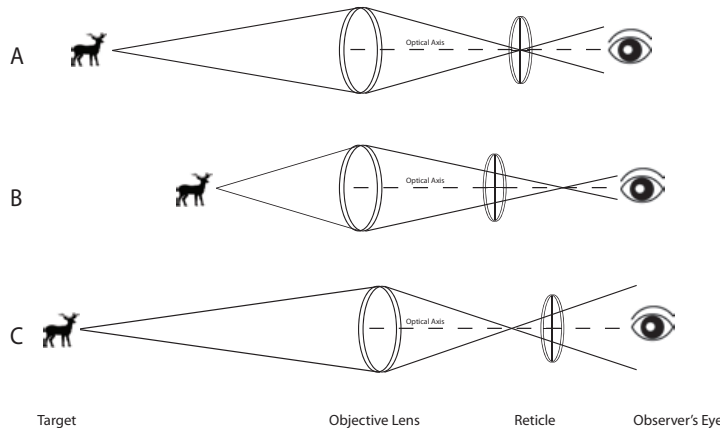 A
Optical Axis
B
Optical Axis
C
Optical Axis
Target Objective Lens Reticle Observer's Eye